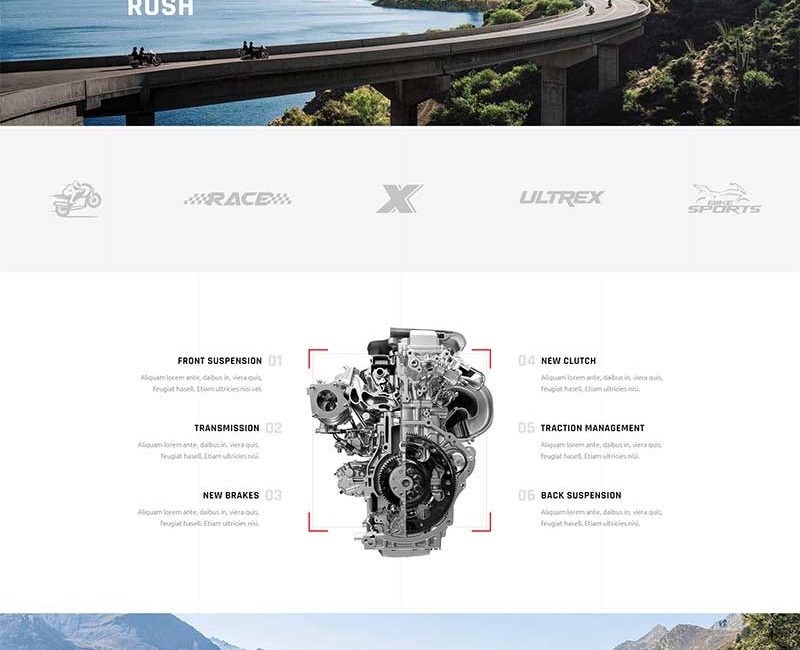 RUSH
RACE
X
ULTREX
BIKE
SPORTS
FRONT SUSPENSION 01
Aliquam lorem ante, daibus in, viera quis,
feugiat hasell. Etiam ultricies nisi vel.
TRANSMISSION 02
Aliquam lorem ante, daibus in, viera quis,
feugiat hasell. Etiam ultricies nisi.
NEW BRAKES 03
Aliquam lorem ante, daibus in, viera quis,
feugiat hasell. Etiam ultricies nisi.
04 NEW CLUTCH
Aliquam lorem ante, daibus in, viera quis,
feugiat hasell. Etiam ultricies nisi.
05 TRACTION MANAGEMENT
Aliquam lorem ante, daibus in, viera quis,
feugiat hasell. Etiam ultricies nisi.
06 BACK SUSPENSION
Aliquam lorem ante, daibus in, viera quis,
feugiat hasell. Etiam ultricies nisi.